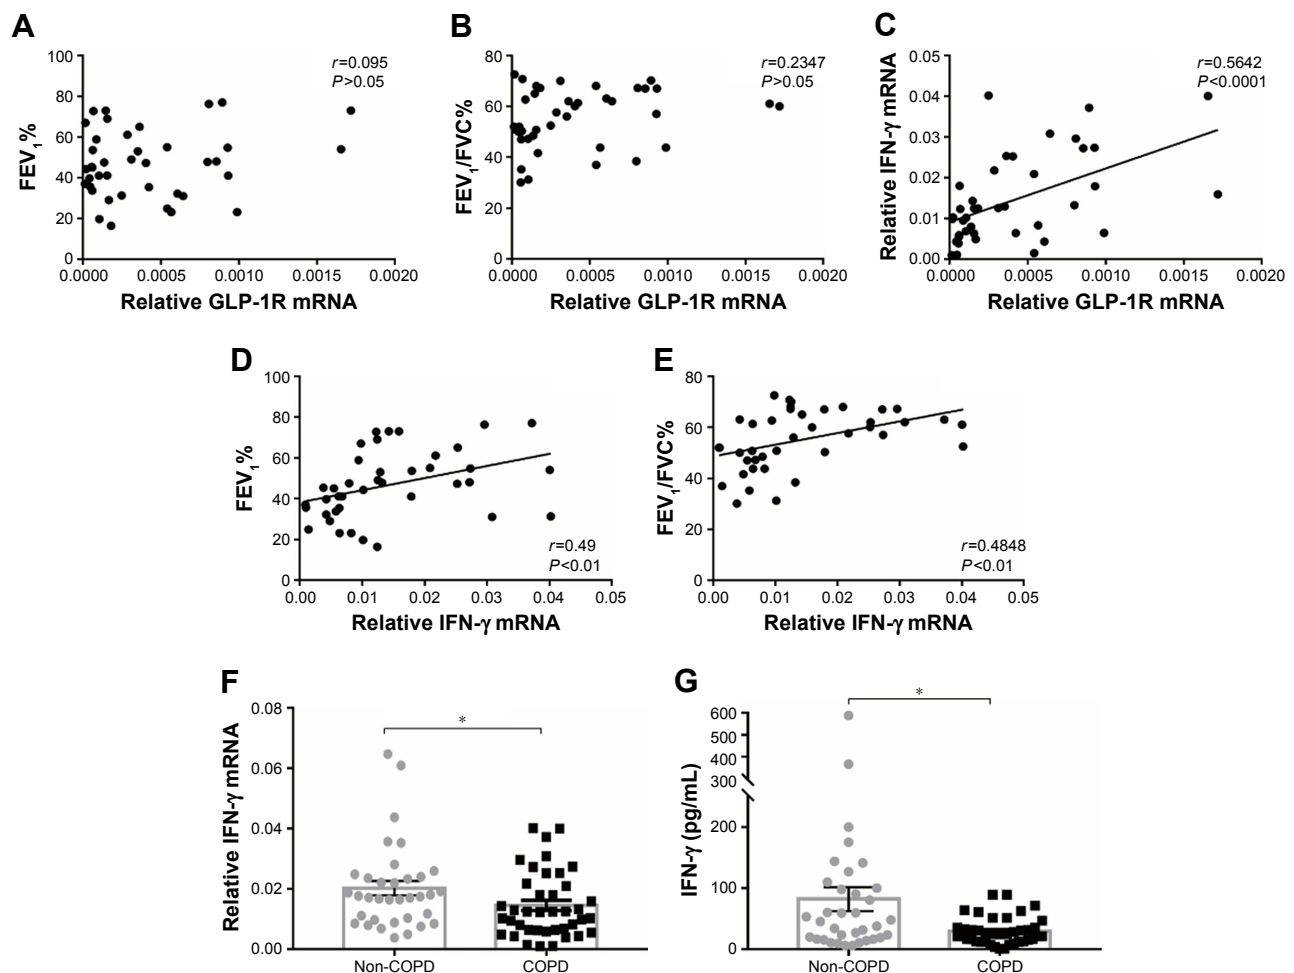 A
100
80
60
40
20
0
FEV1%
r=0.095
P>0.05
0.0000 0.0005 0.0010 0.0015 0.0020
Relative GLP-1R mRNA
B
80
60
40
20
0
FEV1/FVC%
r=0.2347
P>0.05
0.0000 0.0005 0.0010 0.0015 0.0020
Relative GLP-1R mRNA
C
0.05
0.04
0.03
0.02
0.01
0.00
Relative IFN-γ mRNA
r=0.5642
P<0.0001
0.0000 0.0005 0.0010 0.0015 0.0020
Relative GLP-1R mRNA
D
100
80
60
40
20
0
FEV1%
r=0.49
P<0.01
0.00 0.01 0.02 0.03 0.04 0.05
Relative IFN-γ mRNA
E
80
60
40
20
0
FEV1/FVC%
r=0.4848
P<0.01
0.00 0.01 0.02 0.03 0.04 0.05
Relative IFN-γ mRNA
F
0.08
0.06
0.04
0.02
0.00
Relative IFN-γ mRNA
*
Non-COPD COPD
G
600
500
400
300
200
100
0
IFN-γ (pg/mL)
*
Non-COPD COPD